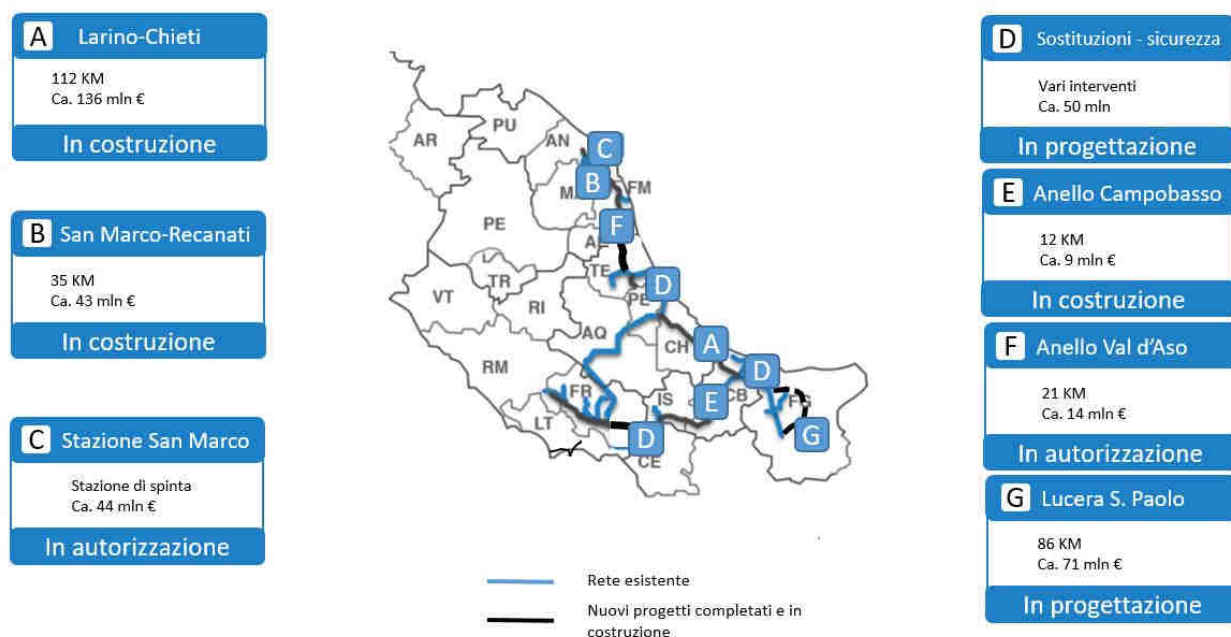 A Larino-Chieti
112 KM
Ca. 136 mln €
In costruzione
B San Marco-Recanati
35 KM
Ca. 43 mln €
In costruzione
C Stazione San Marco
Stazione di spinta
Ca. 44 mln €
In autorizzazione
AR
PU
AN
C
B
FM
F
PE
TE
D
TR
VT
RI
AQ
CH
A
D
RM
FR
IS
E
CB
FG
G
LT
D
CE
Rete esistente
Nuovi progetti completati e in
costruzione
D Sostituzioni - sicurezza
Vari interventi
Ca. 50 mln
In progettazione
E Anello Campobasso
12 KM
Ca. 9 mln €
In costruzione
F Anello Val d'Aso
21 KM
Ca. 14 mln €
In autorizzazione
G Lucera S. Paolo
86 KM
Ca. 71 mln €
In progettazione